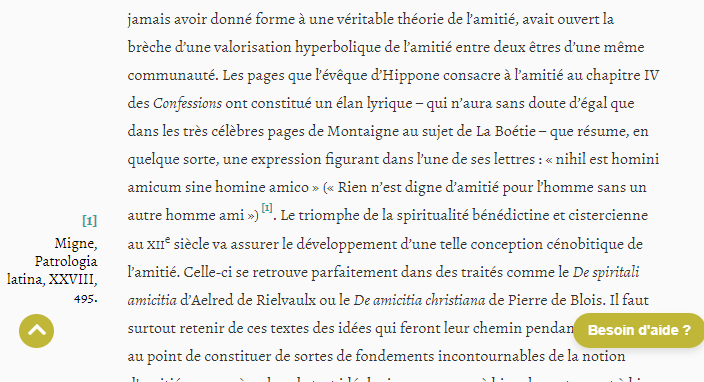 jamais avoir donné forme à une véritable théorie de l’amitié, avait ouvert la
brèche d’une valorisation hyperbolique de l’amitié entre deux êtres d’une même
communauté. Les pages que l’évêque d’Hippone consacre à l’amitié au chapitre IV
des Confessions ont constitué un élan lyrique – qui n’aura sans doute d’égal que
dans les très célèbres pages de Montaigne au sujet de La Boétie – que résume, en
quelque sorte, une expression figurant dans l’une de ses lettres : « nihil est homini
amicum sine homine amico » (« Rien n’est digne d’amitié pour l’homme sans un
autre homme ami ») [1]. Le triomphe de la spiritualité bénédictine et cistercienne
au XIIe siècle va assurer le développement d’une telle conception cénobitique de
l’amitié. Celle-ci se retrouve parfaitement dans des traités comme le De spiritali
amicitia d’Aelred de Rielvaulx ou le De amicitia christiana de Pierre de Blois. Il faut
surtout retenir de ces textes des idées qui feront leur chemin pendan
au point de constituer de sortes de fondements incontournables de la notion
[1]
Migne,
Patrologia
latina, XXVIII,
495.
Besoin d'aide ?